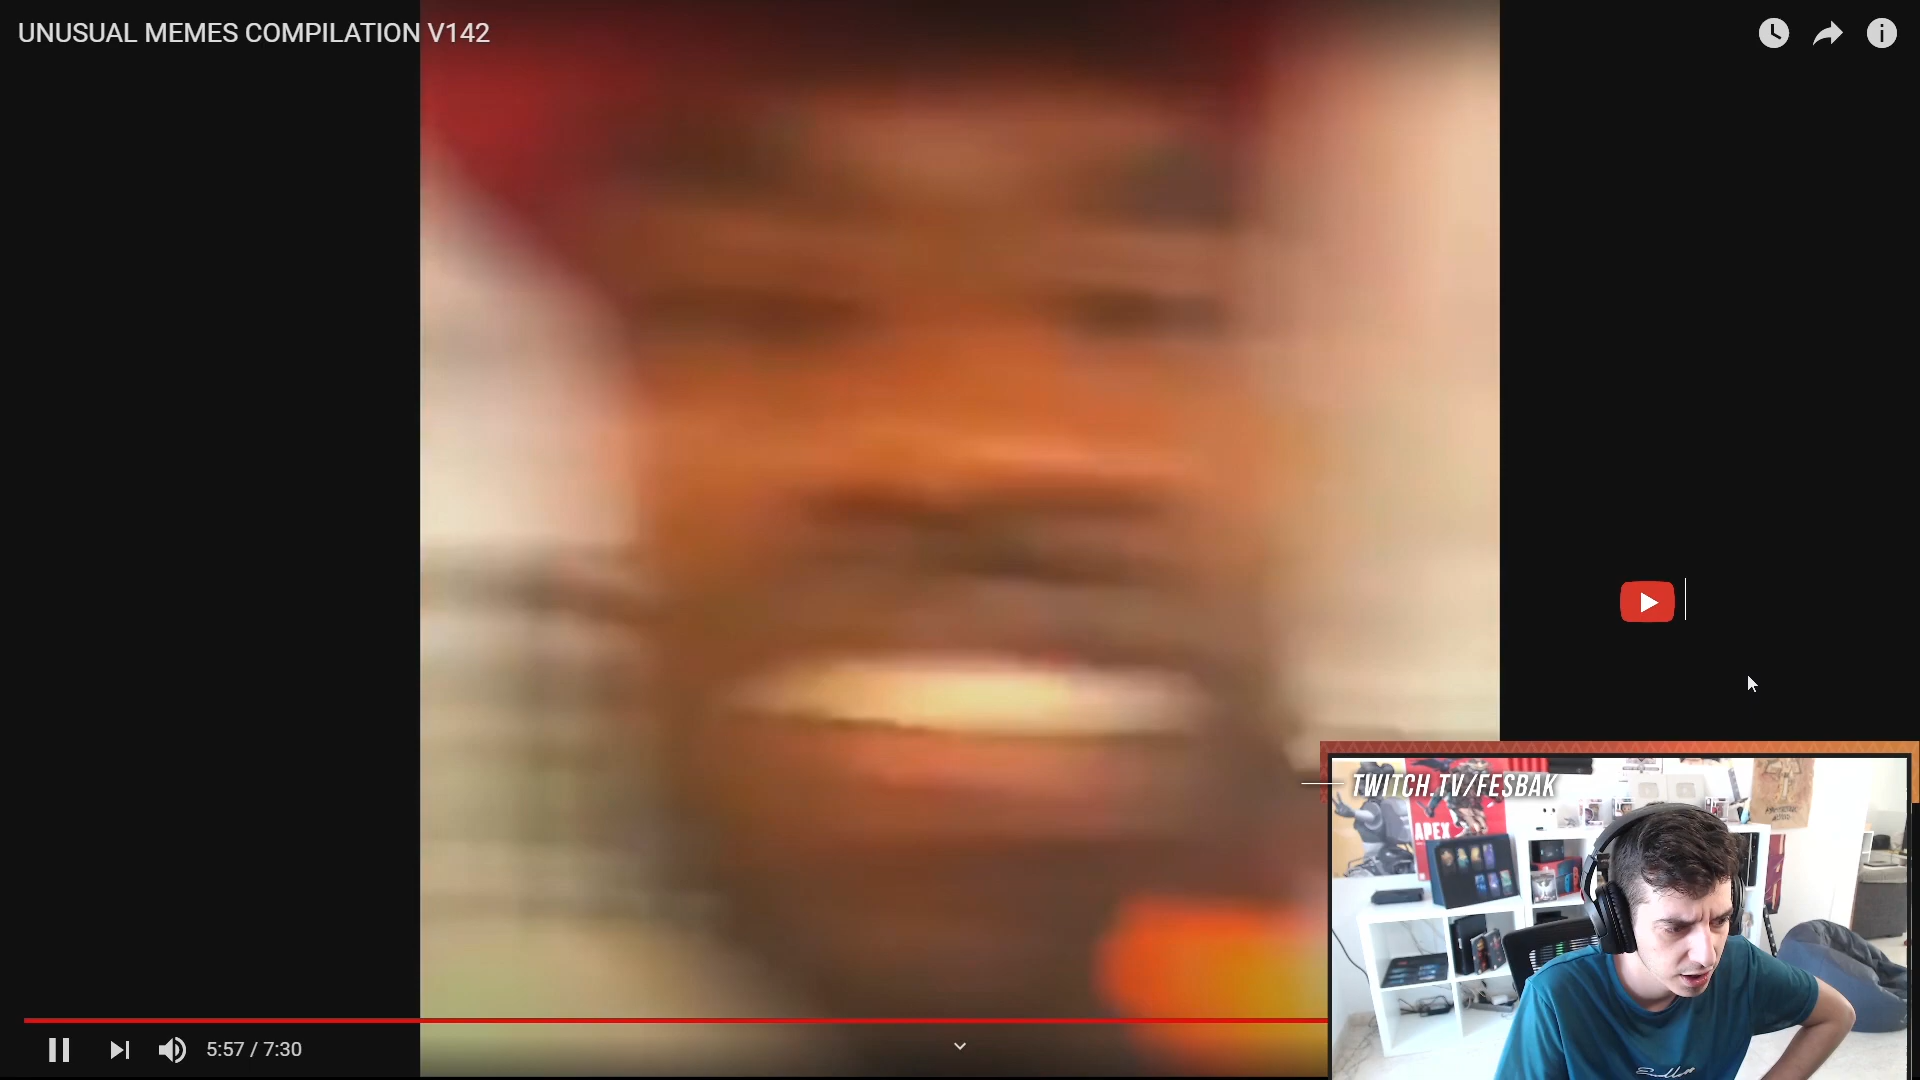 UNUSUAL MEMES COMPILATION V142
TWITCH.TV/FESBAK
APEX
5:57 / 7:30